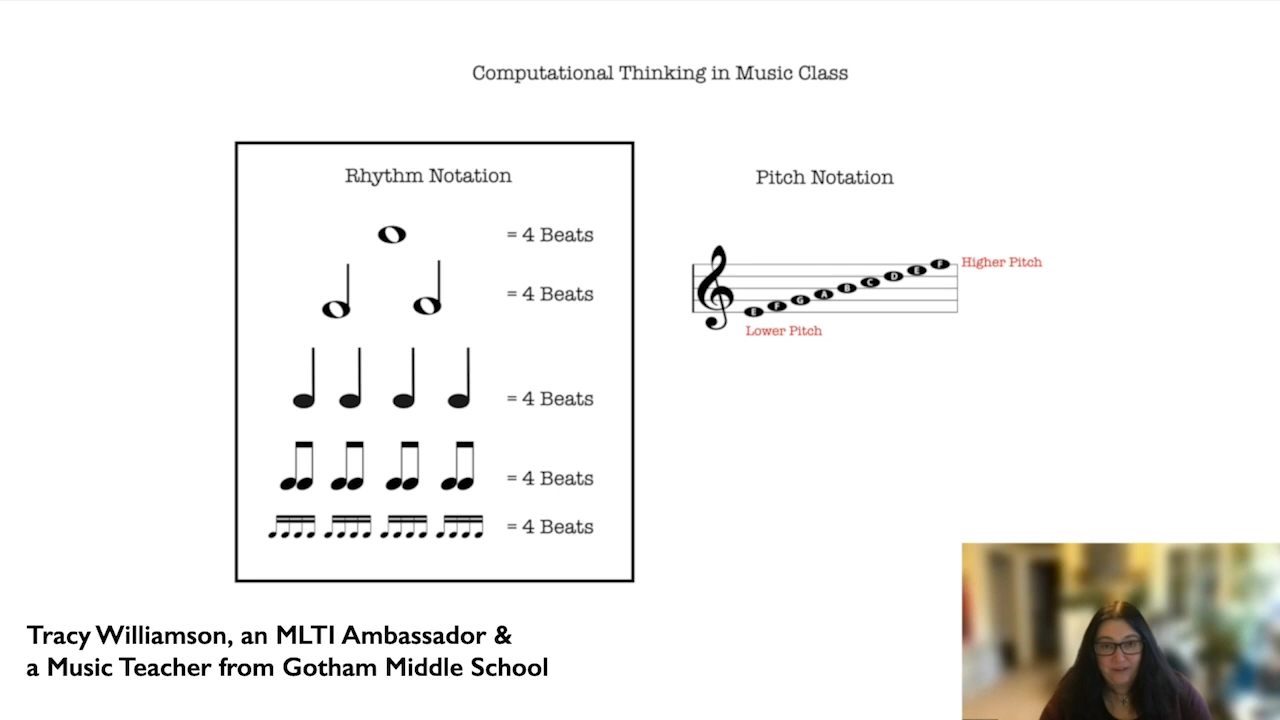 Computational Thinking in Music Class
Rhythm Notation
= 4 Beats
= 4 Beats
= 4 Beats
= 4 Beats
= 4 Beats
Pitch Notation
Higher Pitch
E F G A B C D E F
Lower Pitch
Tracy Williamson, an MLTI Ambassador &
a Music Teacher from Gotham Middle School